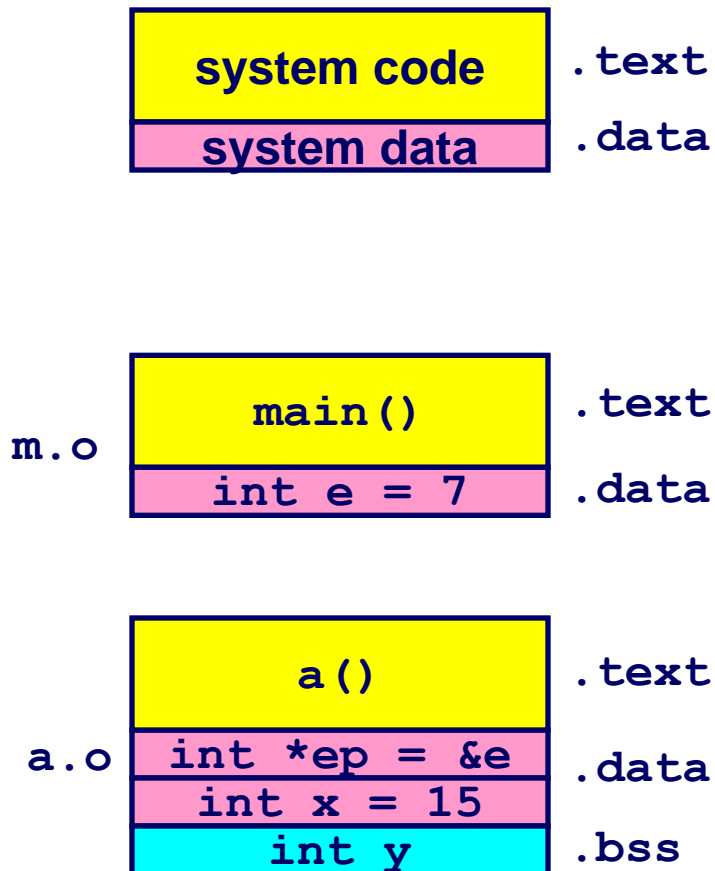 system code .text
system data .data
main() .text
m.o
int e = 7 .data
a() .text
a.o int *ep = &e .data
int x = 15
int y .bss